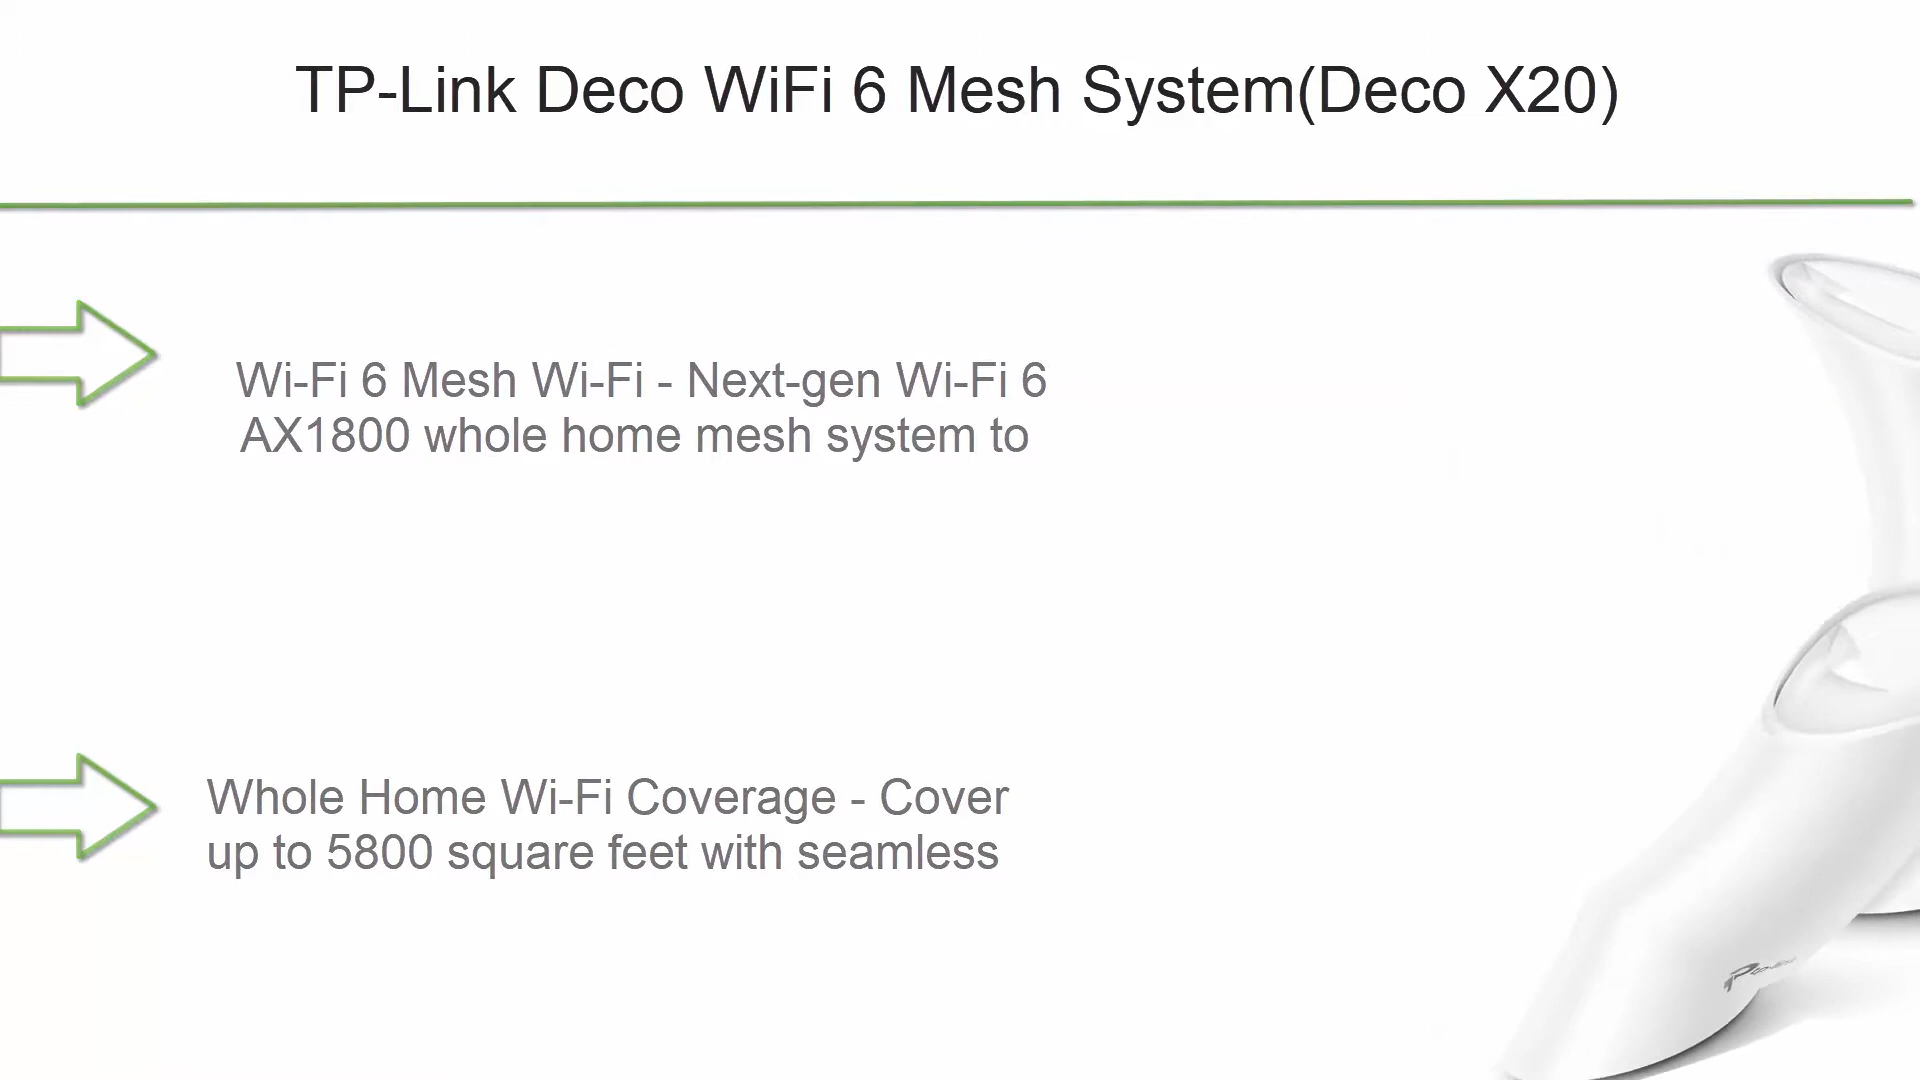 TP-Link Deco WiFi 6 Mesh System(Deco X20)
Wi-Fi 6 Mesh Wi-Fi - Next-gen Wi-Fi 6
AX1800 whole home mesh system to
Whole Home Wi-Fi Coverage - Cover
up to 5800 square feet with seamless